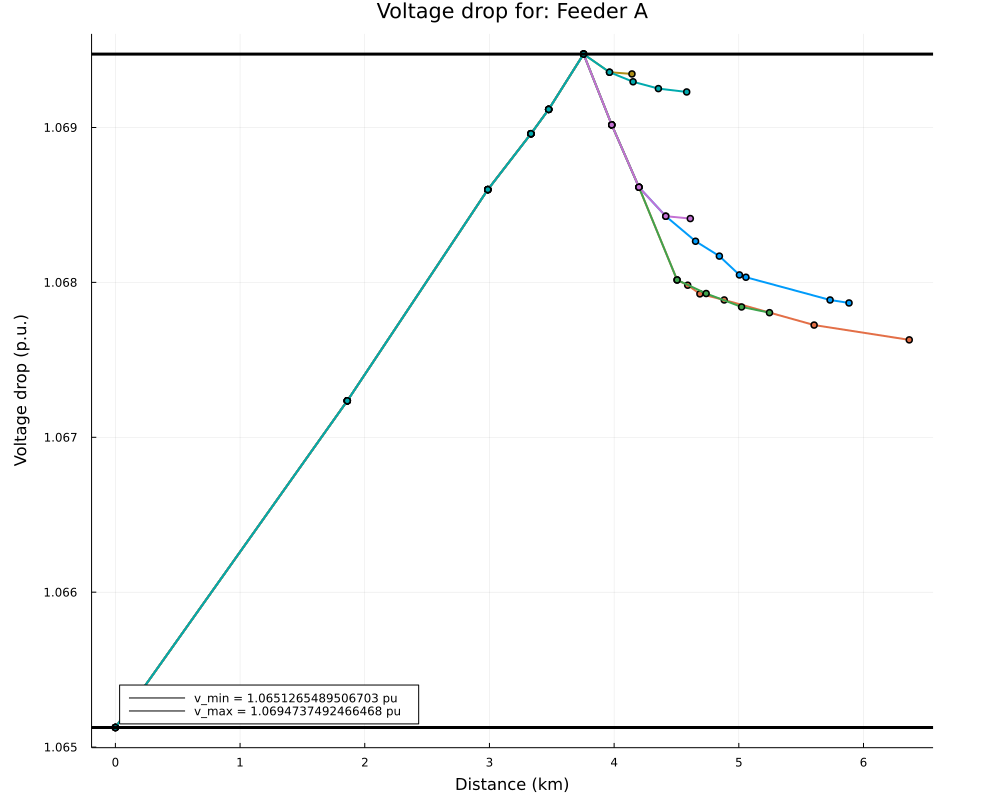 Voltage drop for: Feeder A
Voltage drop (p.u.)
1.069
1.068
1.067
1.066
1.065
v_min = 1.0651265489506703 pu
v_max = 1.0694737492466468 pu
0 1 2 3 4 5 6
Distance (km)